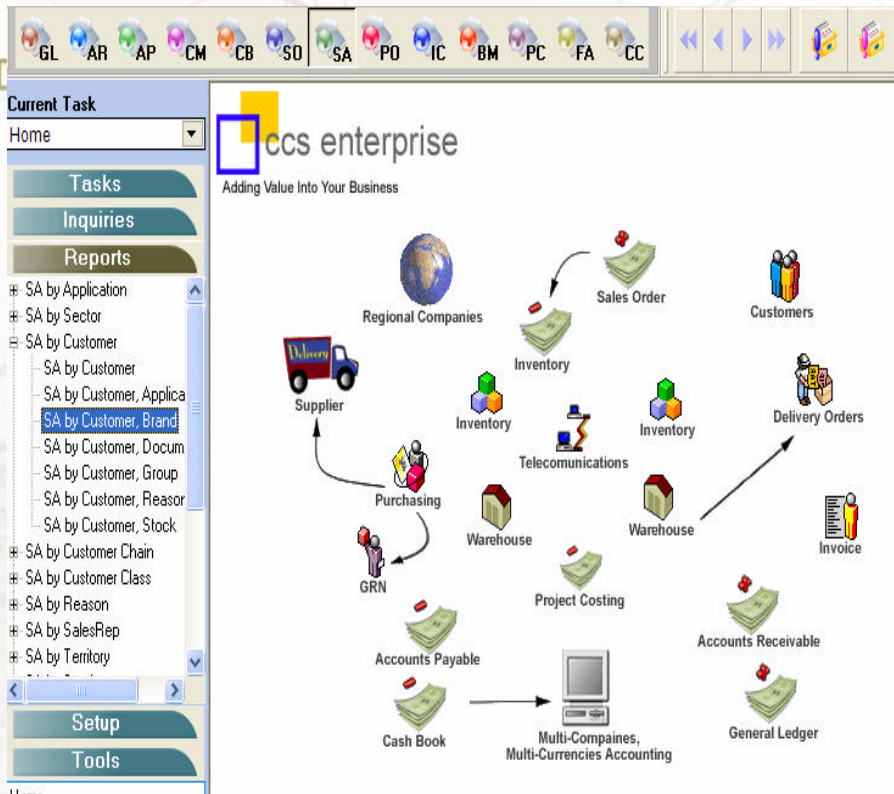 GL AR AP CM CB SO SA PO IC BM PC FA CC
Current Task
Home
Tasks
Inquiries
Reports
SA by Application
SA by Sector
SA by Customer
SA by Customer
SA by Customer, Applica
SA by Customer, Brand
SA by Customer, Docum
SA by Customer, Group
SA by Customer, Reasor
SA by Customer, Stock
SA by Customer Chain
SA by Customer Class
SA by Reason
SA by SalesRep
SA by Territory
Setup
Tools
ccs enterprise
Adding Value Into Your Business
Regional Companies
Sales Order
Customers
Inventory
Delivery
Supplier
Inventory
Inventory
Delivery Orders
Telecomunications
Purchasing
Warehouse
Warehouse
Invoice
GRN
Project Costing
Accounts Receivable
Accounts Payable
Cash Book
Multi-Compaines,
Multi-Currencies Accounting
General Ledger